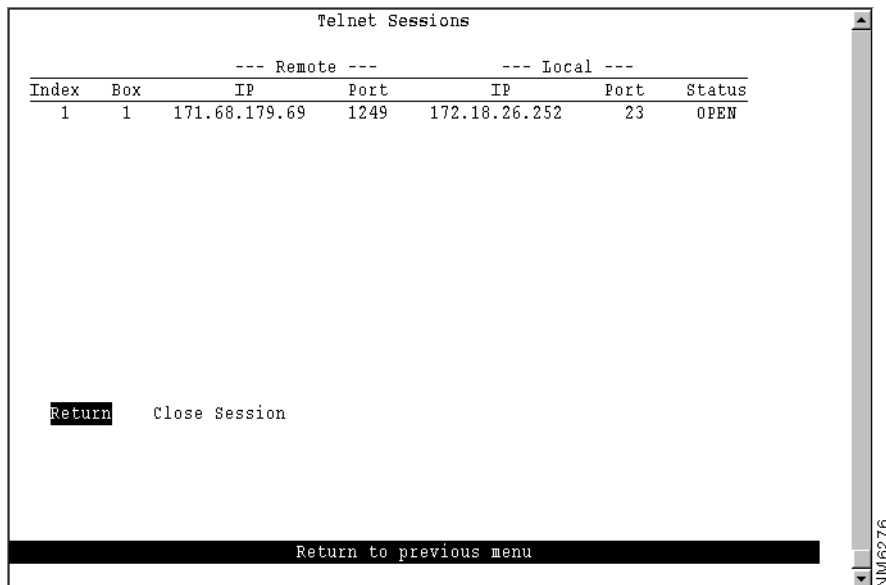 Telnet Sessions
--- Remote --- --- Local ---
Index Box IP Port IP Port Status
1 1 171.68.179.69 1249 172.18.26.252 23 OPEN
Return Close Session
Return to previous menu
NM6276